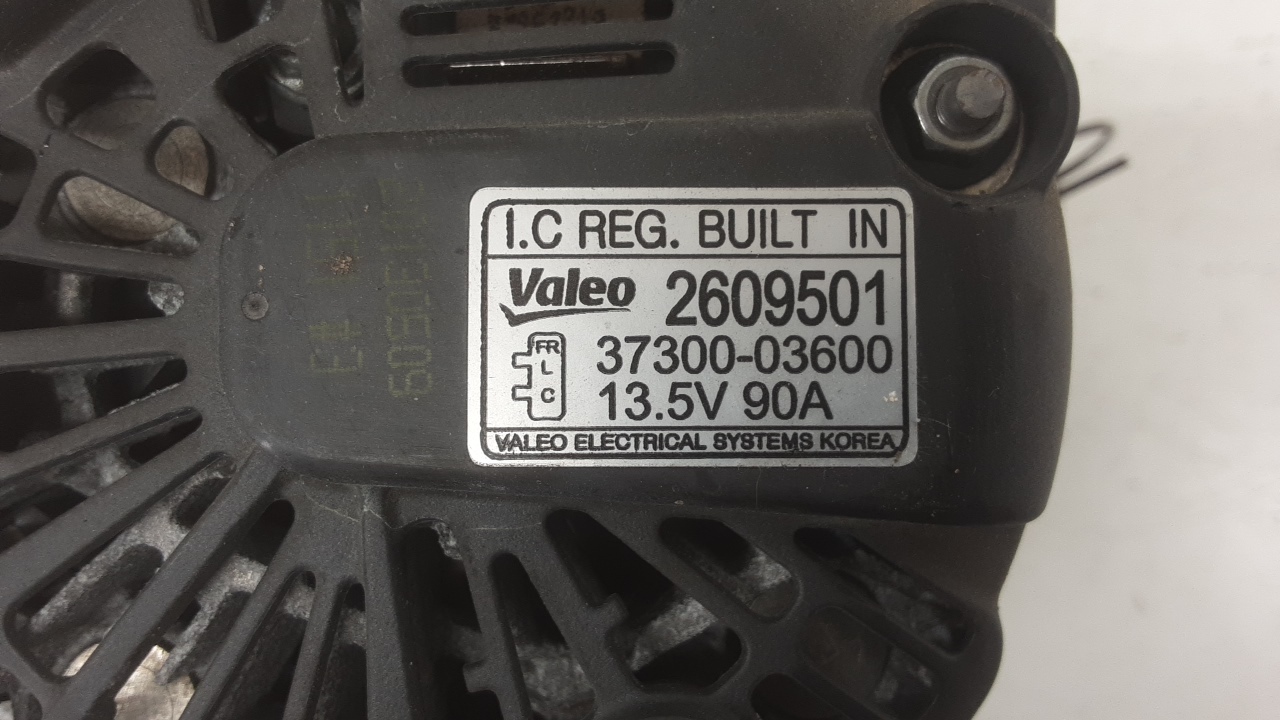 I.C REG. BUILT IN
Valeo 2609501
FR 37300-03600
L
C 13.5V 90A
VALEO ELECTRICAL SYSTEMS KOREA